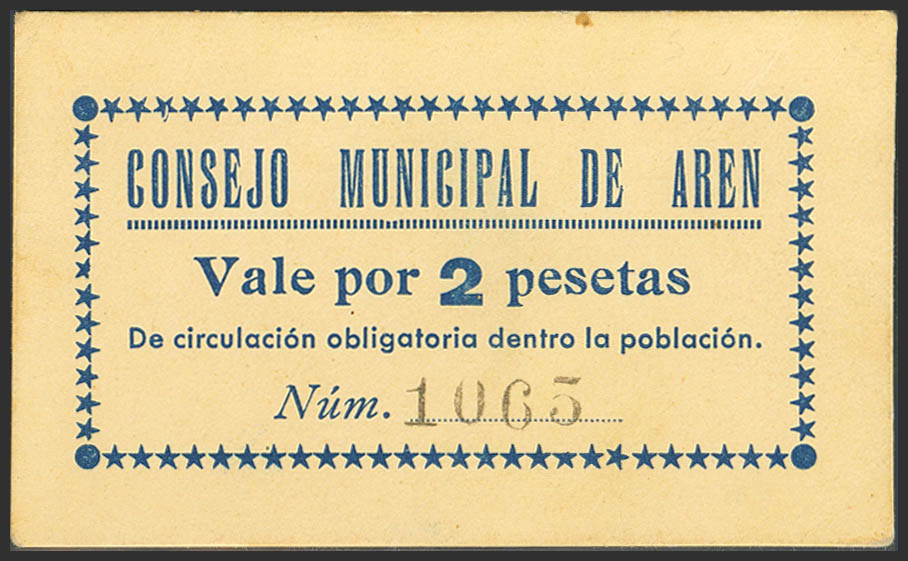 CONSEJO MUNICIPAL DE AREN
Vale por 2 pesetas
De circulación obligatoria dentro la población.
Núm. 1065